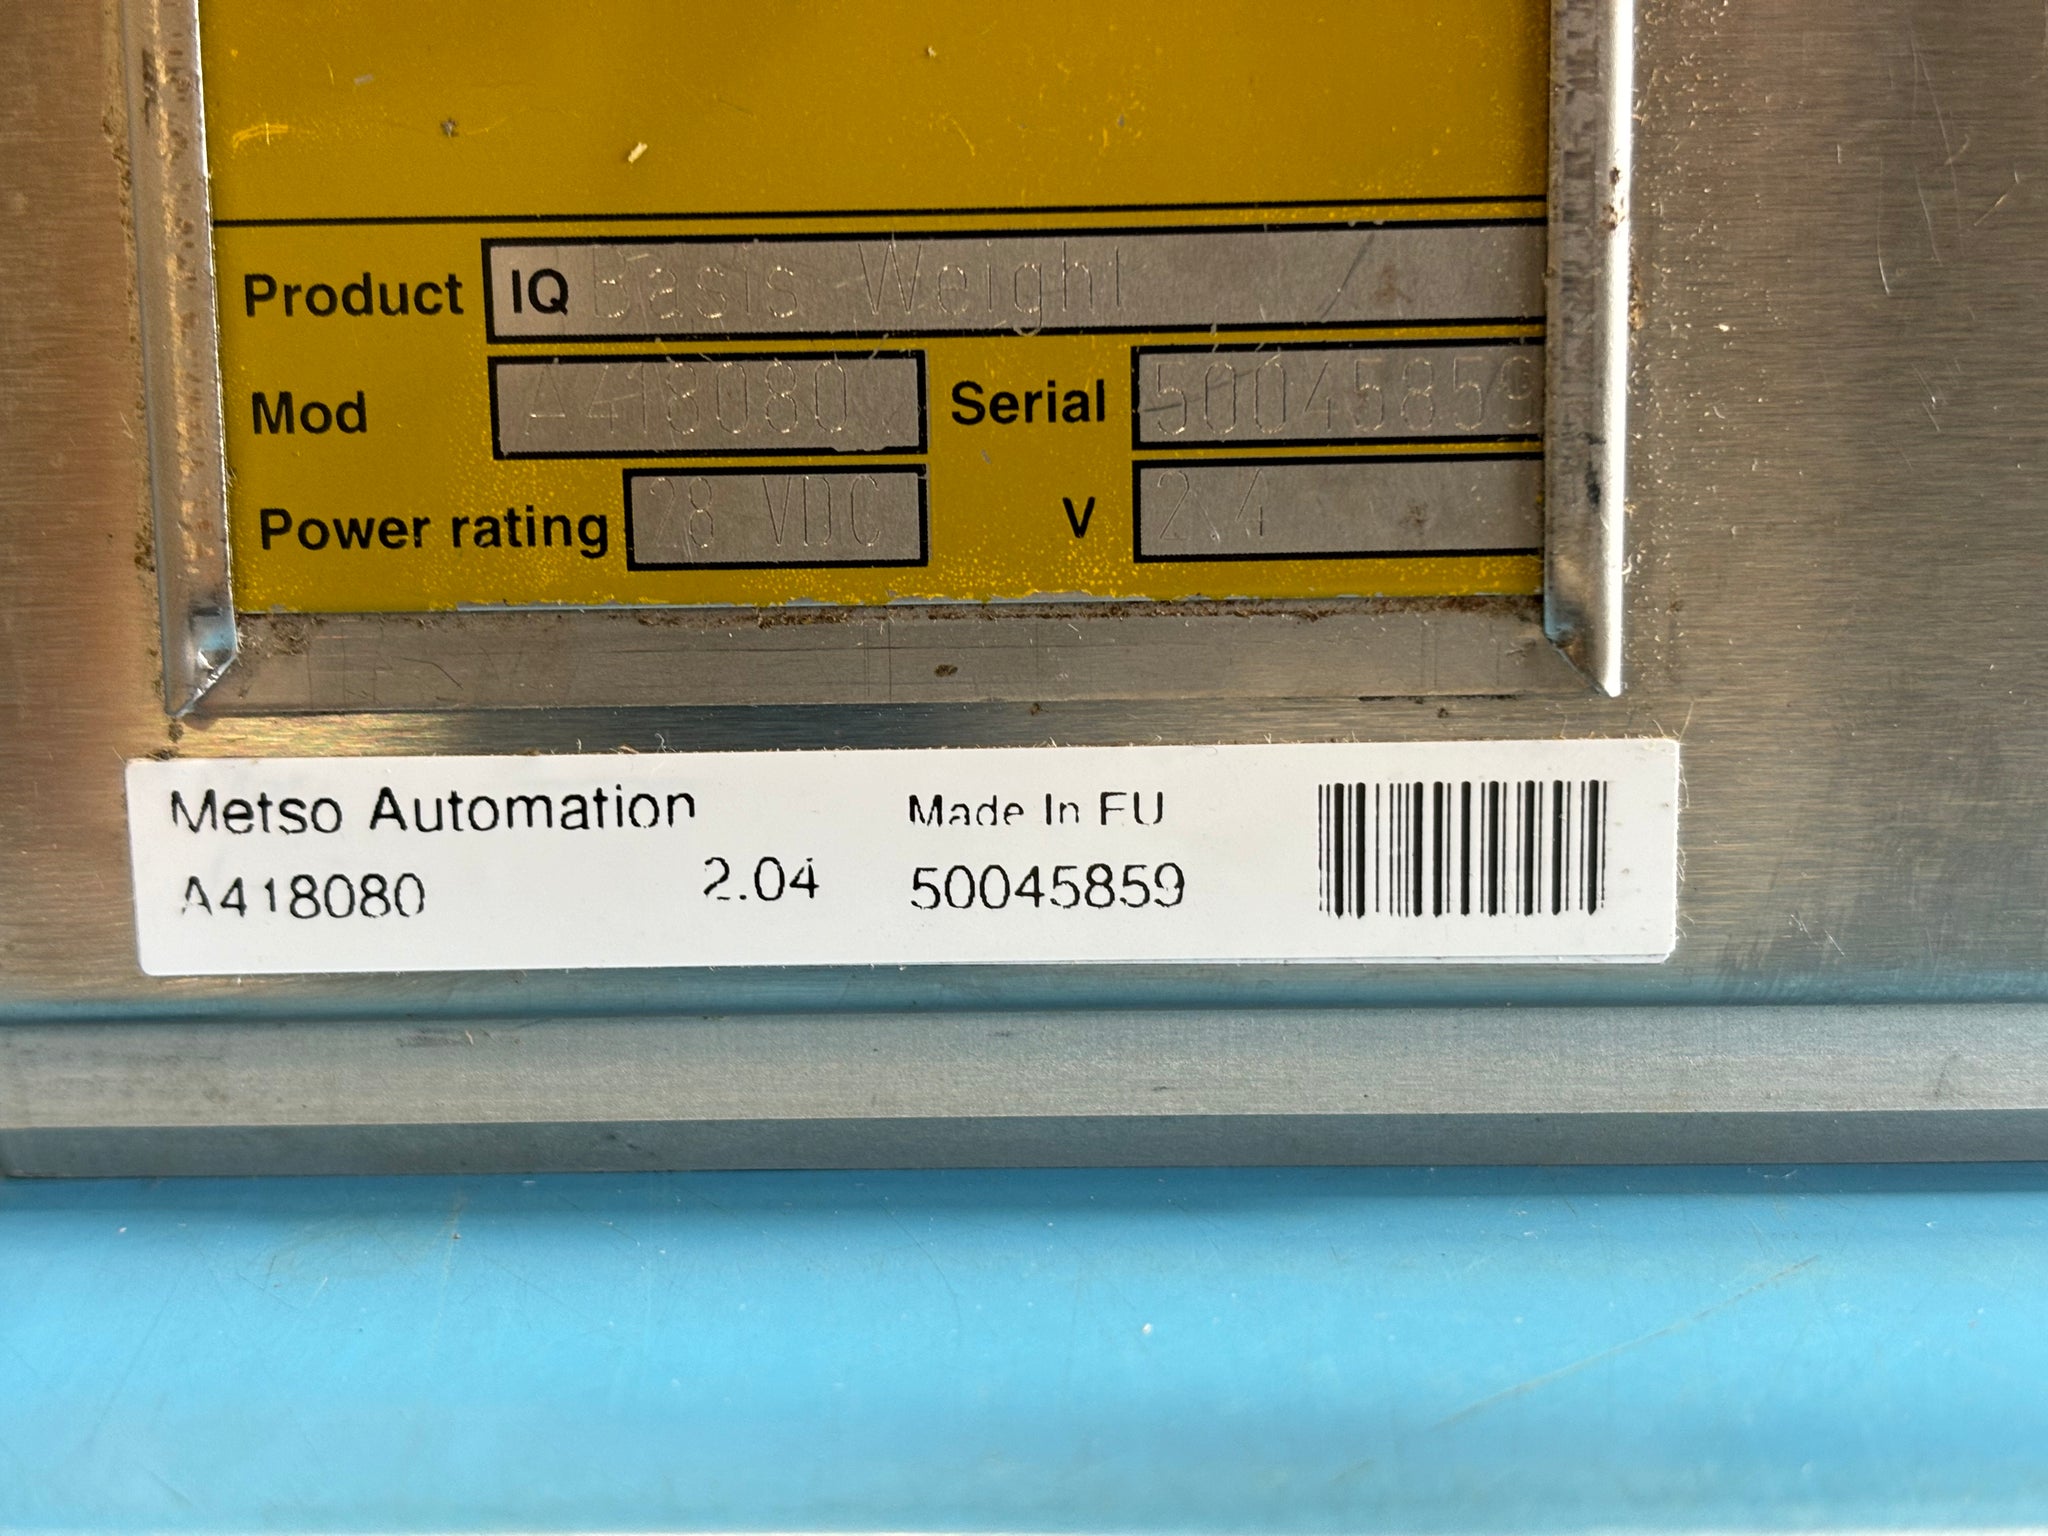 Product IQ Basis Weight
Mod A418080 Serial 50045859
Power rating 28 VDC V 2.4
Metso Automation Made In EU
A418080 2.04 50045859